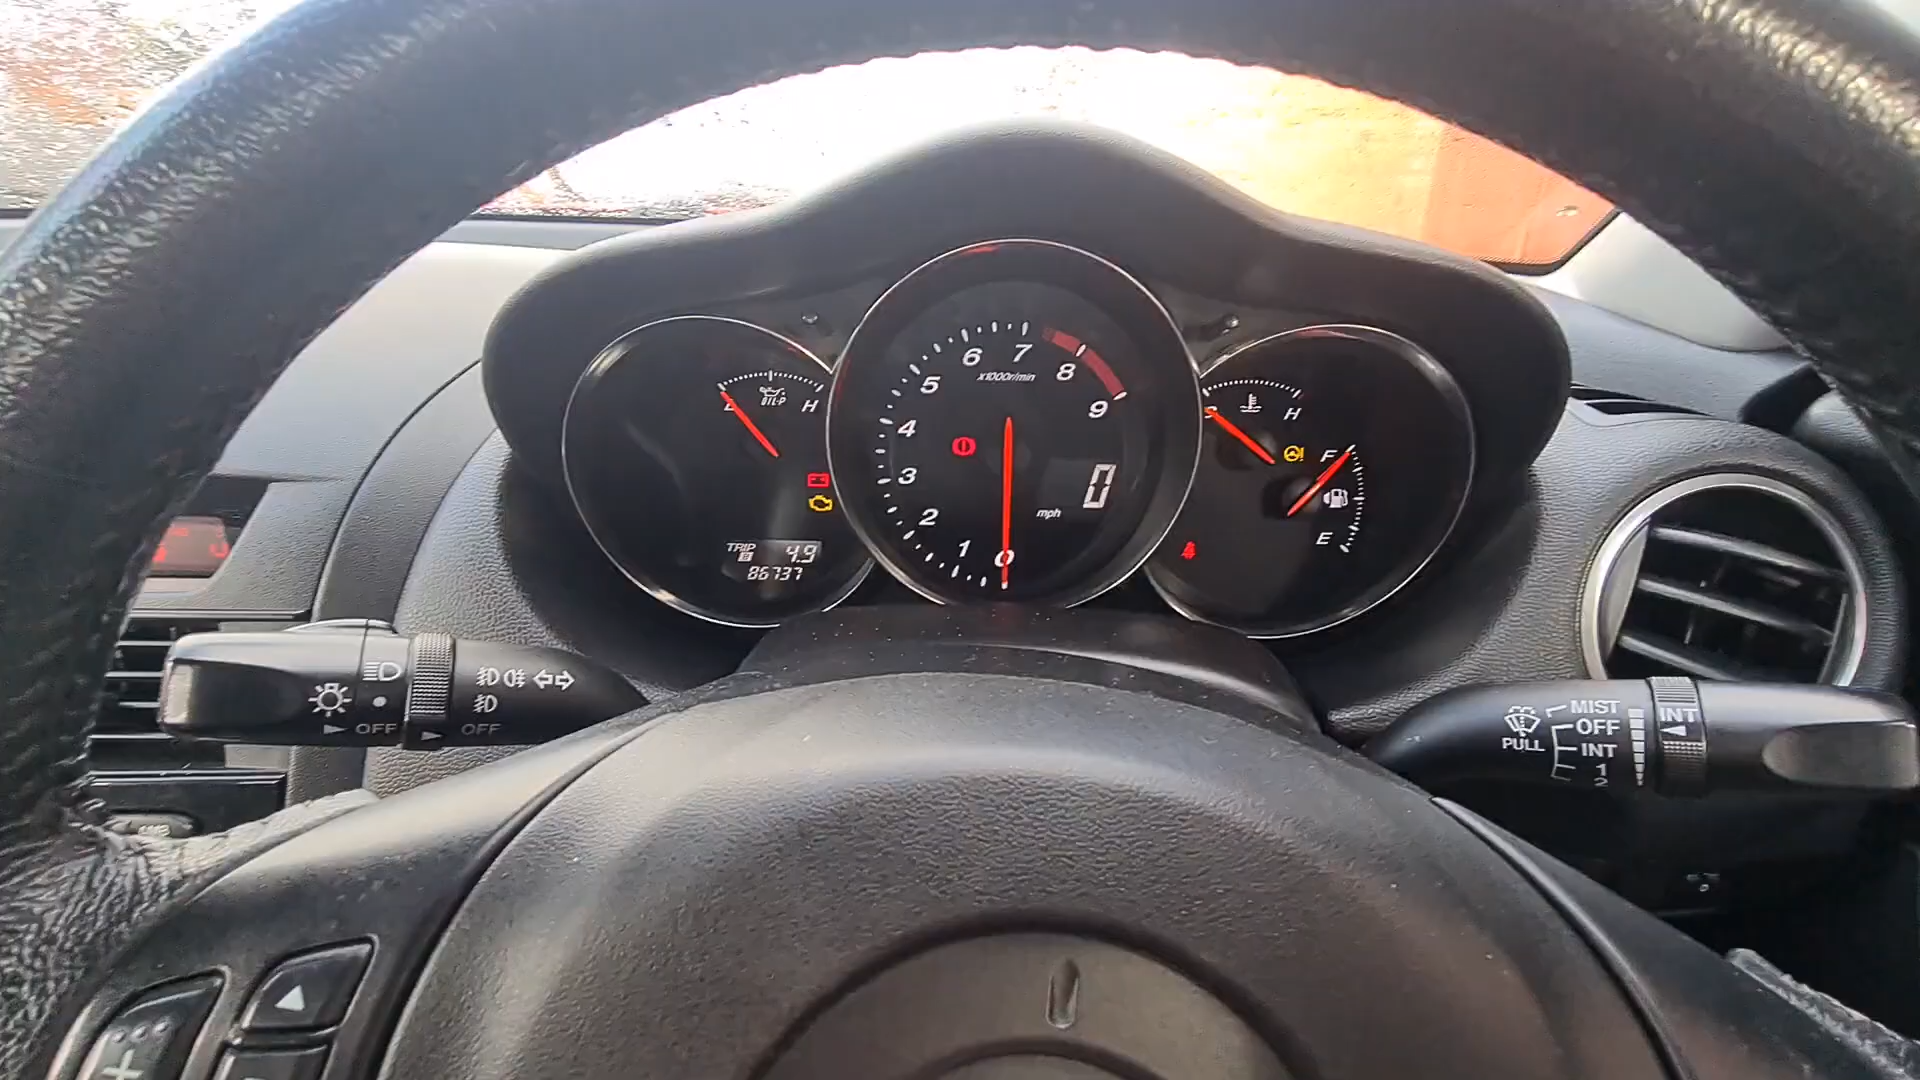 OIL-P
H
TRIP
B 4.9
86737
x1000r/min
0
1
2
3
4
5
6
7
8
9
0
mph
H
F
E
OFF
OFF
MIST
OFF
INT
1
2
PULL
INT